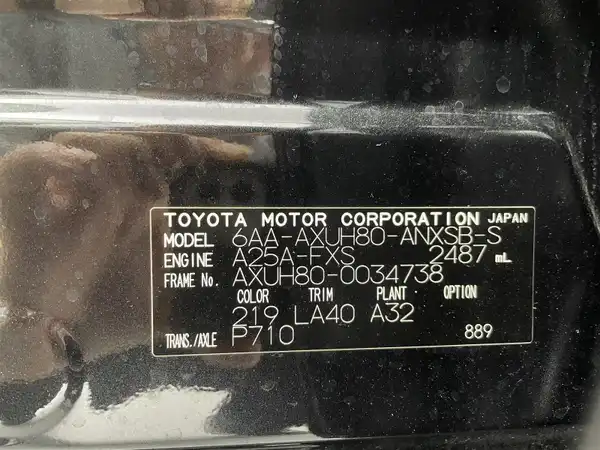 TOYOTA MOTOR CORPORATION JAPAN
MODEL 6AA-AXUH80-ANXSB-S
ENGINE A25A-FXS 2487 mL
FRAME No. AXUH80-0034738
COLOR TRIM PLANT OPTION
219 LA40 A32
TRANS./AXLE P710 889